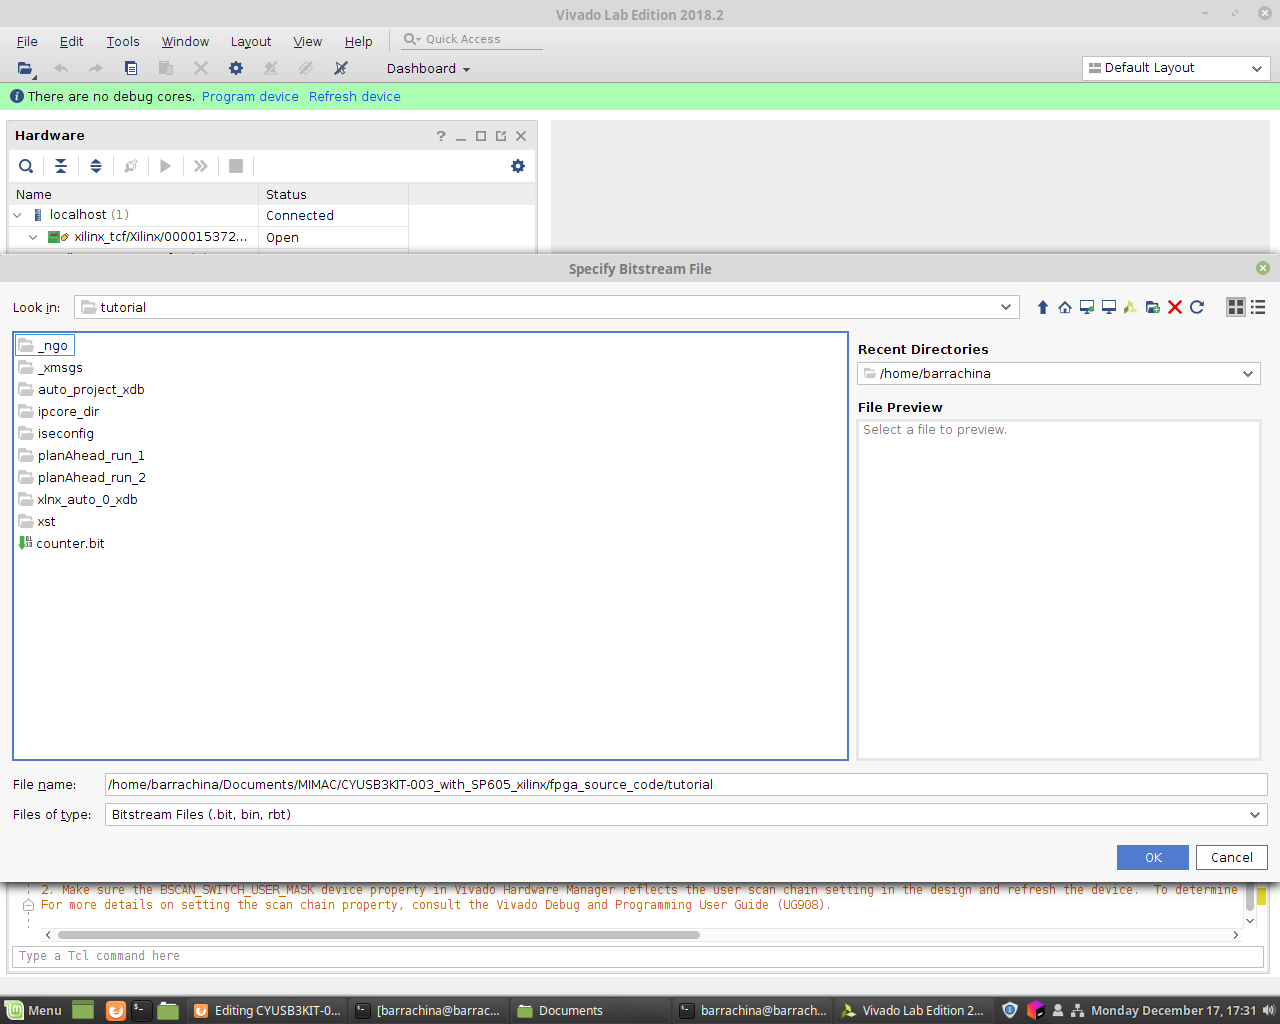 Vivado Lab Edition 2018.2
File Edit Tools Window Layout View Help Quick Access
Dashboard Default Layout
There are no debug cores. Program device Refresh device
Hardware
Name Status
localhost (1) Connected
xilinx_tcf/Xilinx/000015372... Open
Specify Bitstream File
Look in: tutorial
_ngo
_xmsgs
auto_project_xdb
ipcore_dir
iseconfig
planAhead_run_1
planAhead_run_2
xlnx_auto_0_xdb
xst
counter.bit
Recent Directories
/home/barrachina
File Preview
Select a file to preview.
File name: /home/barrachina/Documents/MIMAC/CYUSB3KIT-003_with_SP605_xilinx/fpga_source_code/tutorial
Files of type: Bitstream Files (.bit, bin, rbt)
OK Cancel
2. Make sure the BSCAN_SWITCH_USER_MASK device property in Vivado Hardware Manager reflects the user scan chain setting in the design and refresh the device. To determine
For more details on setting the scan chain property, consult the Vivado Debug and Programming User Guide (UG908).
Type a Tcl command here
Menu Editing CYUSB3KIT-0... [barrachina@barrac... Documents barrachina@barrach... Vivado Lab Edition 2... Monday December 17, 17:31